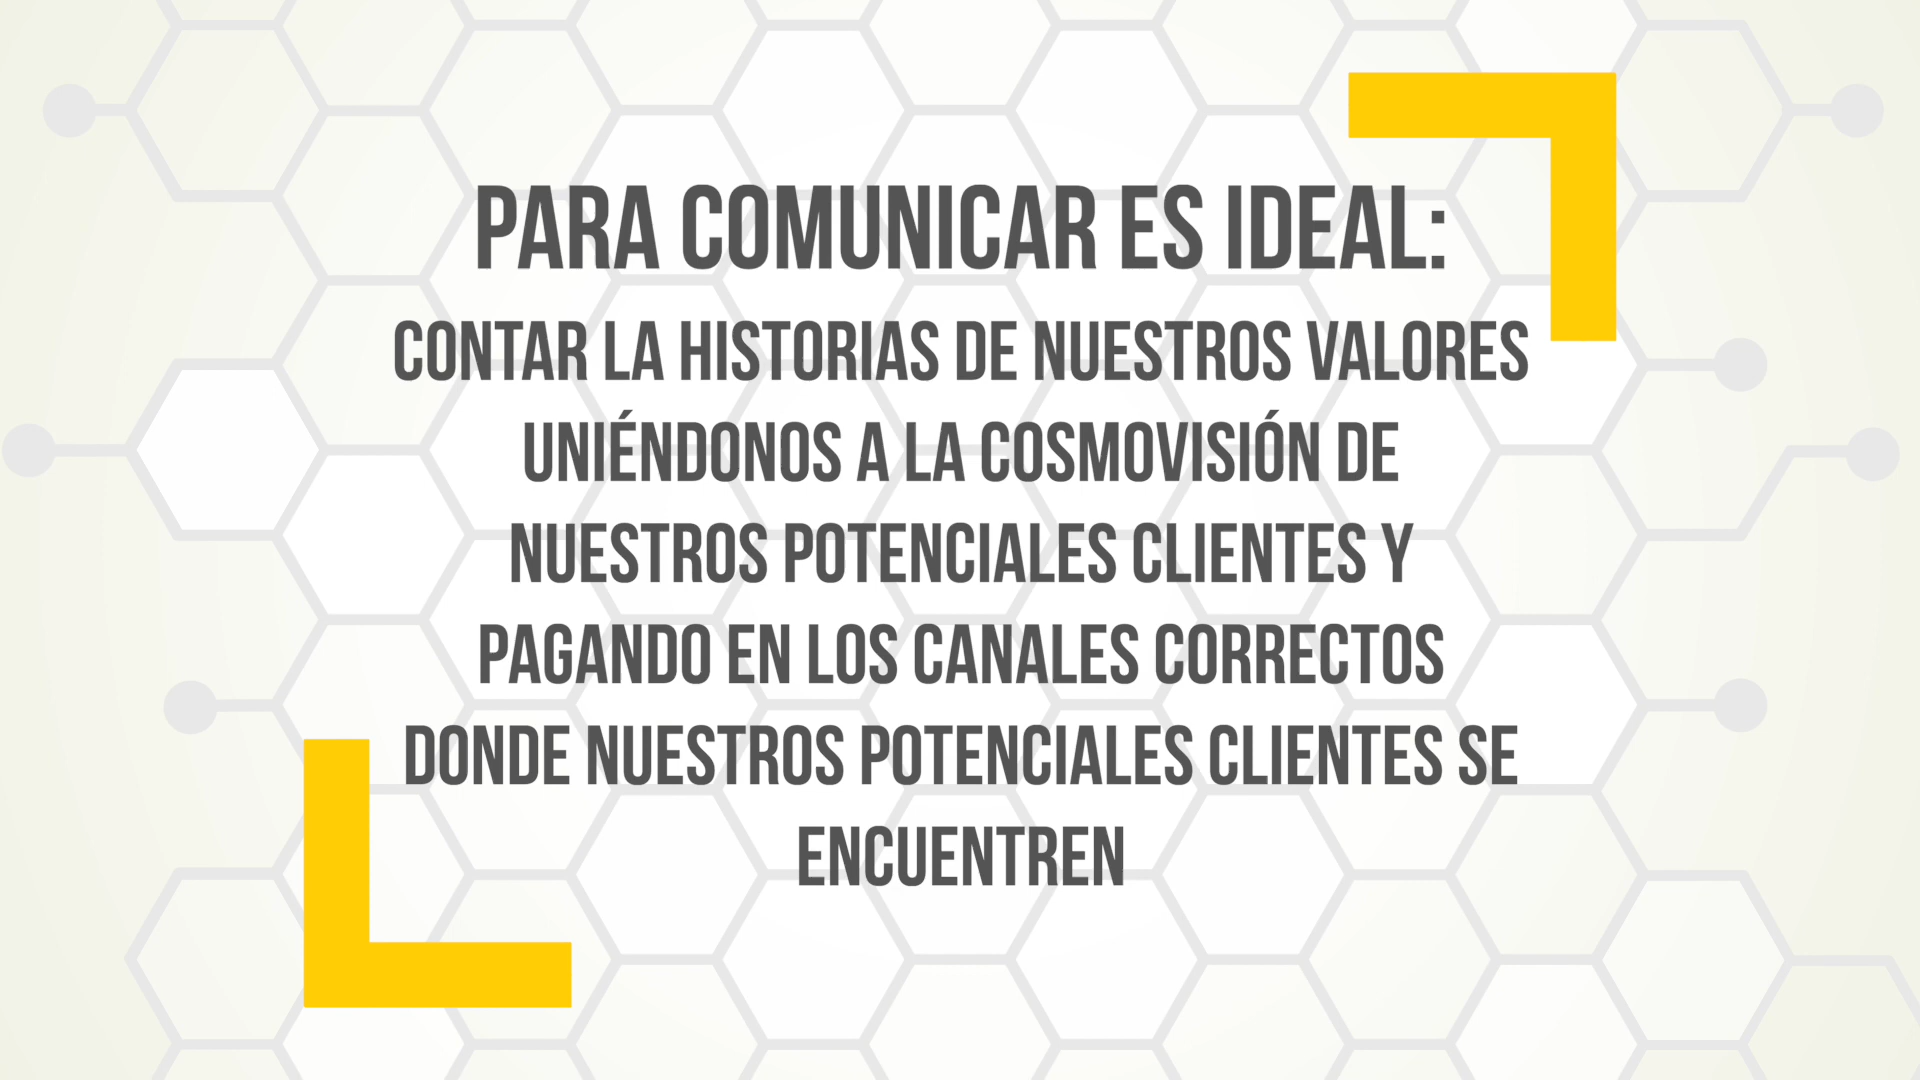 PARA COMUNICAR ES IDEAL:
CONTAR LA HISTORIAS DE NUESTROS VALORES
UNIÉNDONOS A LA COSMOVISIÓN DE
NUESTROS POTENCIALES CLIENTES Y
PAGANDO EN LOS CANALES CORRECTOS
DONDE NUESTROS POTENCIALES CLIENTES SE
ENCUENTREN